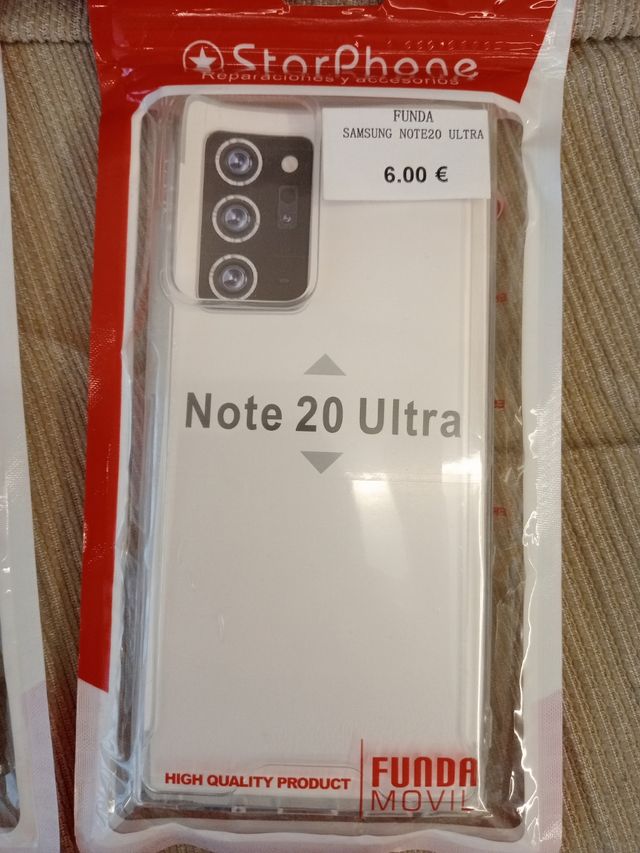 StarPhone
Reparaciones y accesorios
FUNDA
SAMSUNG NOTE20 ULTRA
6.00 €
Note 20 Ultra
HIGH QUALITY PRODUCT
FUNDA
MOVIL